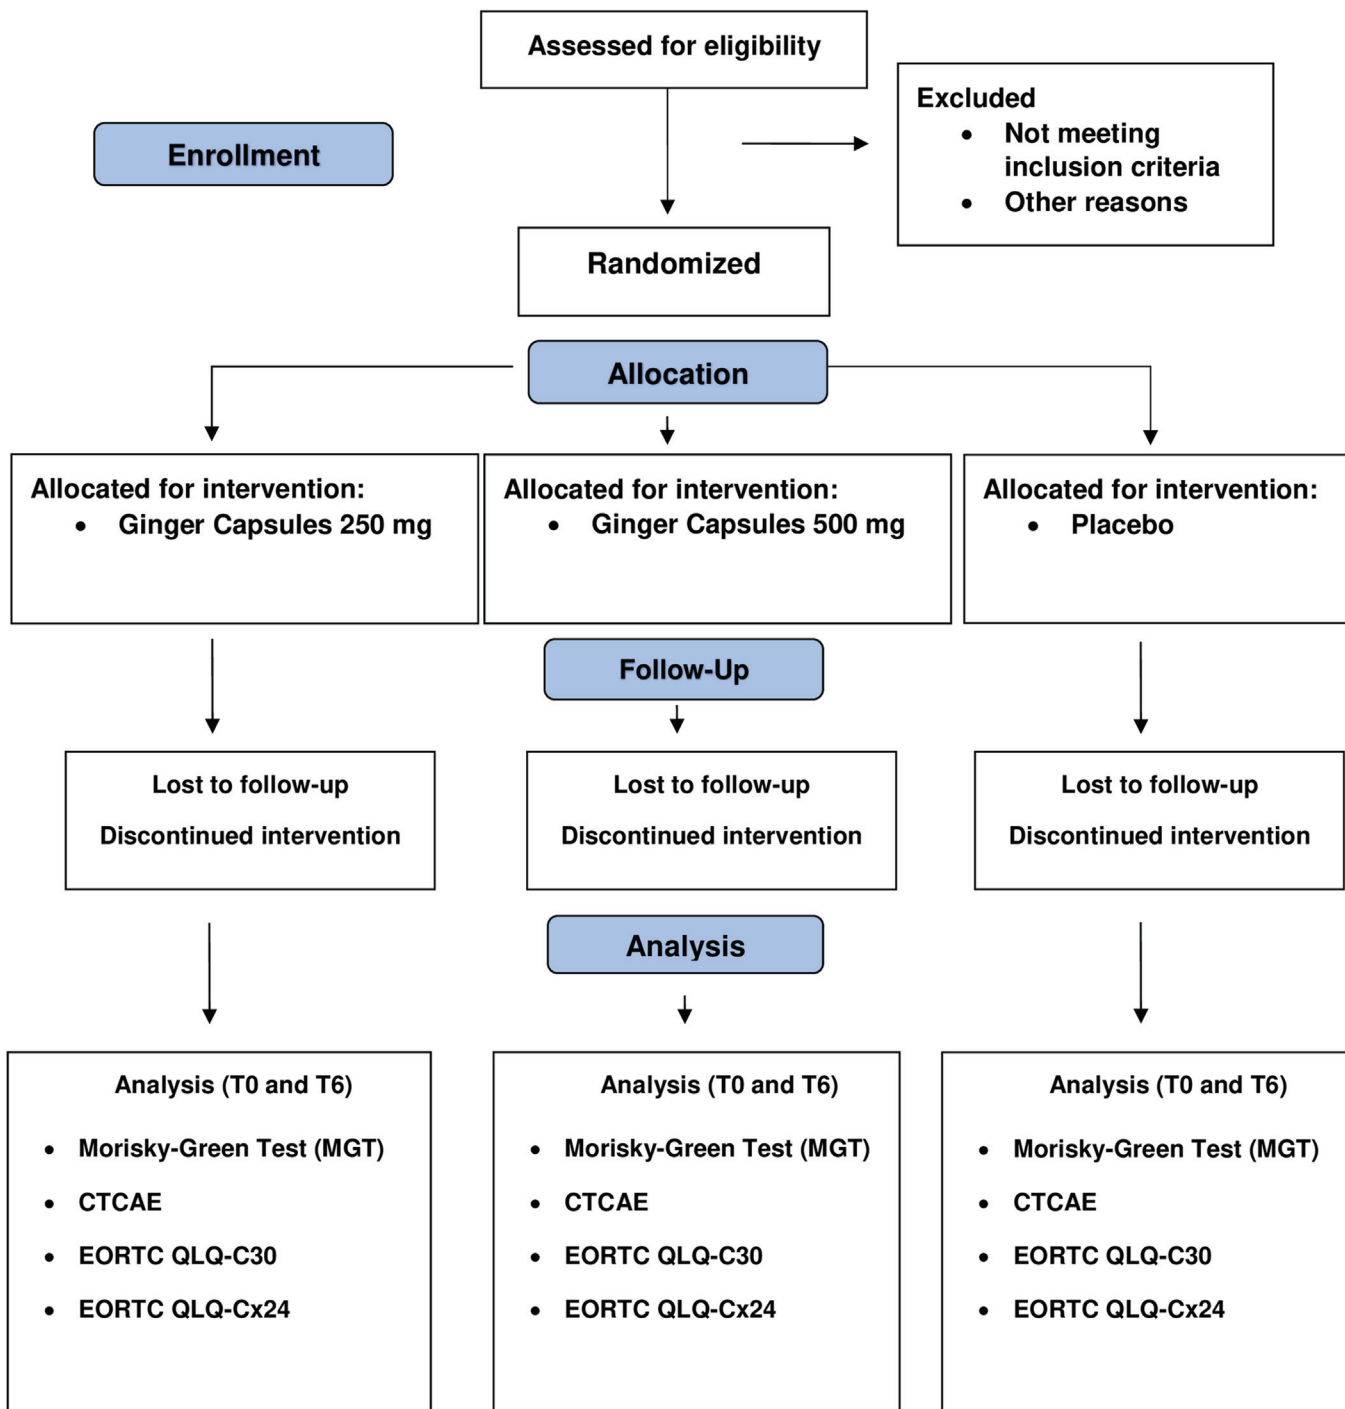 Assessed for eligibility
Excluded
• Not meeting
inclusion criteria
• Other reasons
Enrollment
Randomized
Allocation
Allocated for intervention:
• Ginger Capsules 250 mg
Allocated for intervention:
• Ginger Capsules 500 mg
Allocated for intervention:
• Placebo
Follow-Up
Lost to follow-up
Discontinued intervention
Lost to follow-up
Discontinued intervention
Lost to follow-up
Discontinued intervention
Analysis
Analysis (T0 and T6)
• Morisky-Green Test (MGT)
• CTCAE
• EORTC QLQ-C30
• EORTC QLQ-Cx24
Analysis (T0 and T6)
• Morisky-Green Test (MGT)
• CTCAE
• EORTC QLQ-C30
• EORTC QLQ-Cx24
Analysis (T0 and T6)
• Morisky-Green Test (MGT)
• CTCAE
• EORTC QLQ-C30
• EORTC QLQ-Cx24